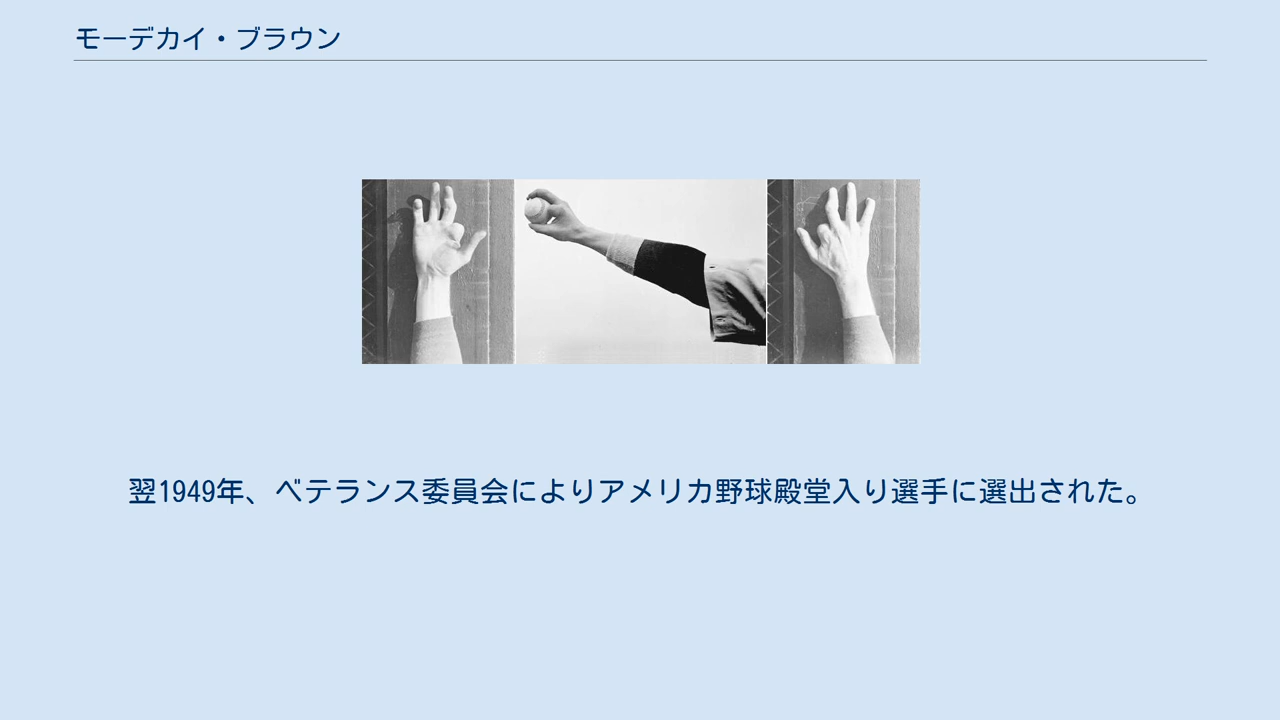 モーデカイ・ブラウン
翌1949年、ベテランス委員会によりアメリカ野球殿堂入り選手に選出された。